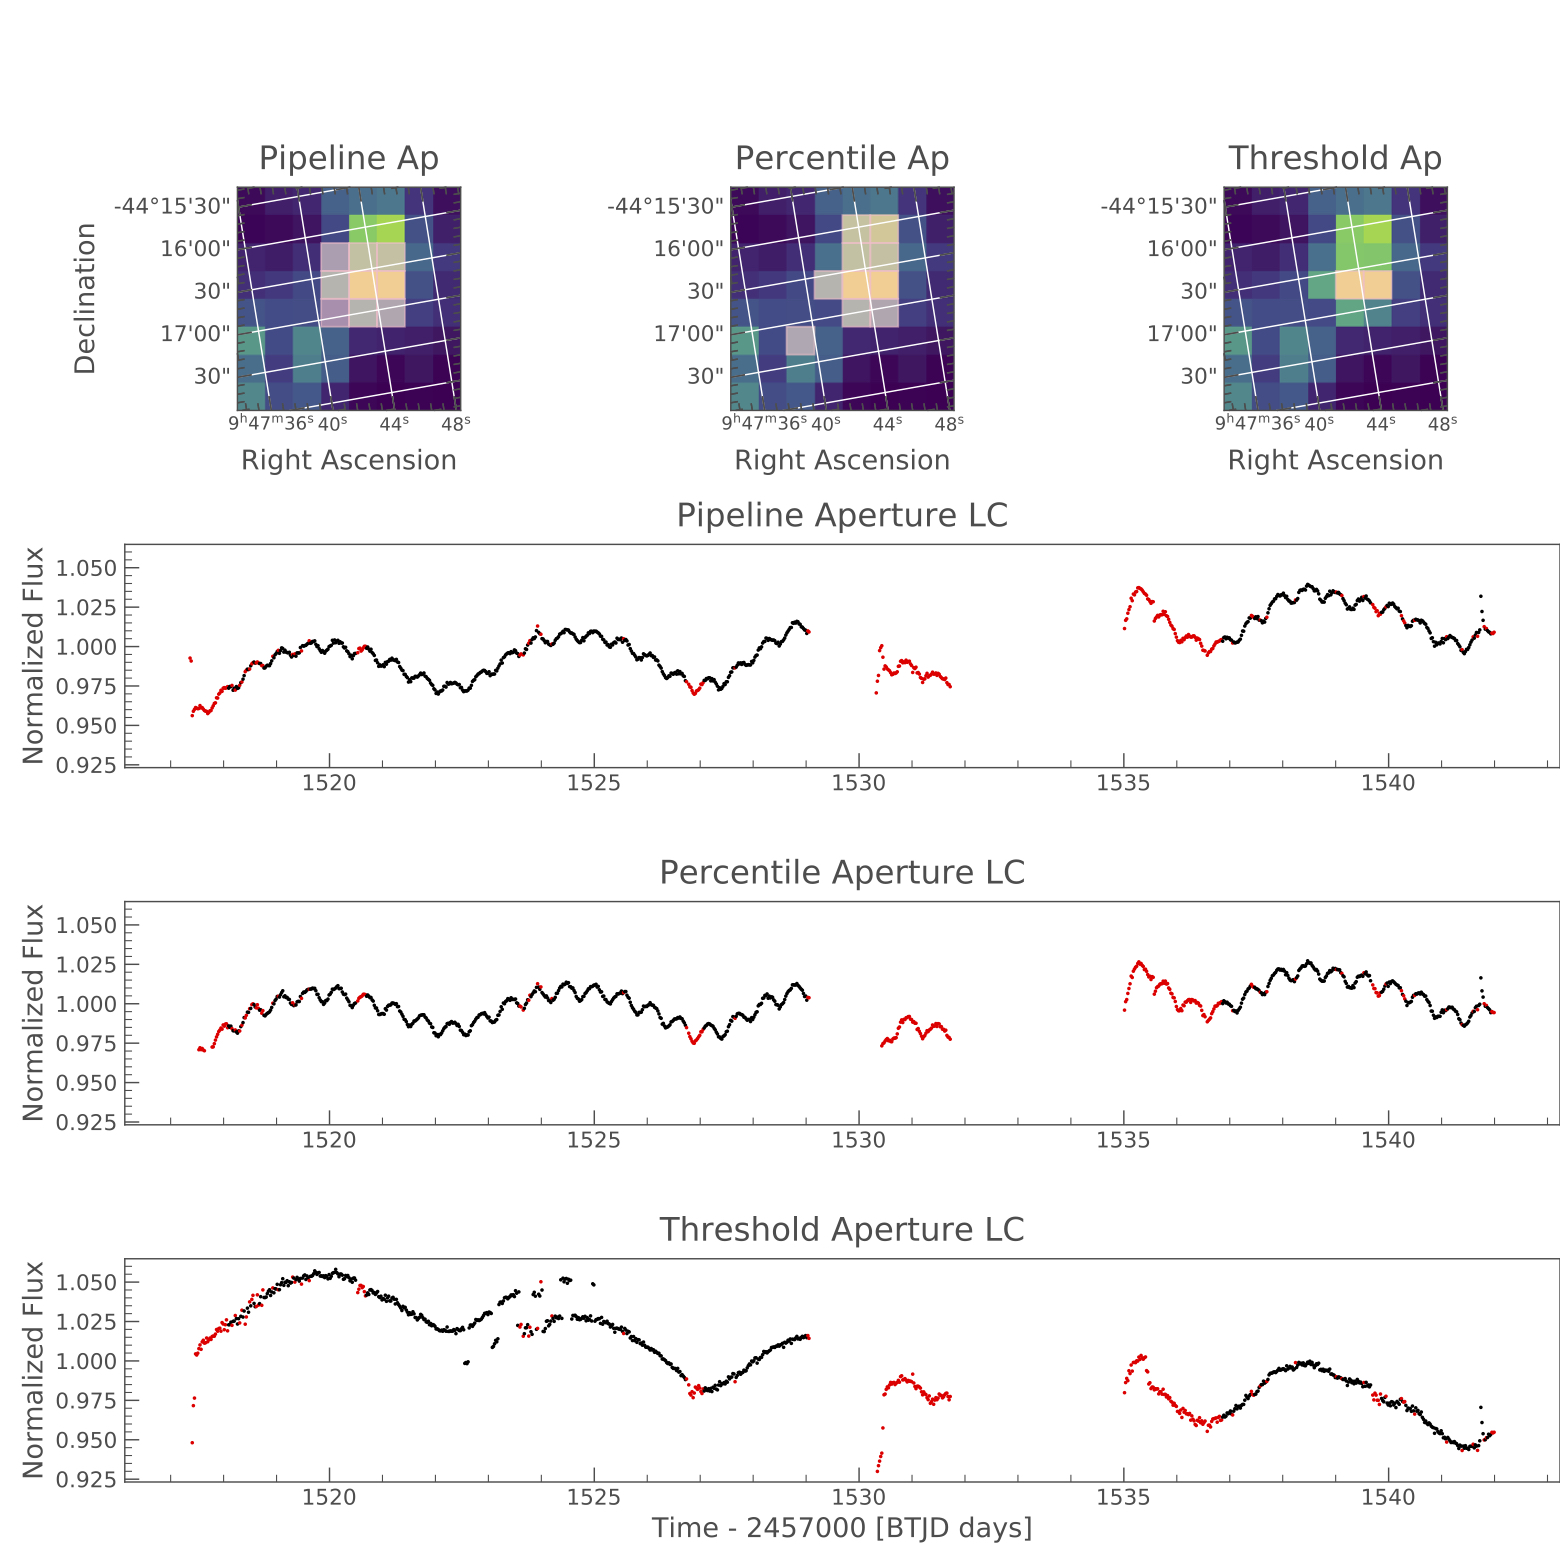 Pipeline Ap Percentile Ap Threshold Ap
Declination
-44°15'30" -44°15'30" -44°15'30"
16'00" 16'00" 16'00"
30" 30" 30"
17'00" 17'00" 17'00"
30" 30" 30"
9h47m36s 40s 44s 48s 9h47m36s 40s 44s 48s 9h47m36s 40s 44s 48s
Right Ascension Right Ascension Right Ascension
Pipeline Aperture LC
Normalized Flux
1.050
1.025
1.000
0.975
0.950
0.925
1520 1525 1530 1535 1540
Percentile Aperture LC
Normalized Flux
1.050
1.025
1.000
0.975
0.950
0.925
1520 1525 1530 1535 1540
Threshold Aperture LC
Normalized Flux
1.050
1.025
1.000
0.975
0.950
0.925
1520 1525 1530 1535 1540
Time - 2457000 [BTJD days]